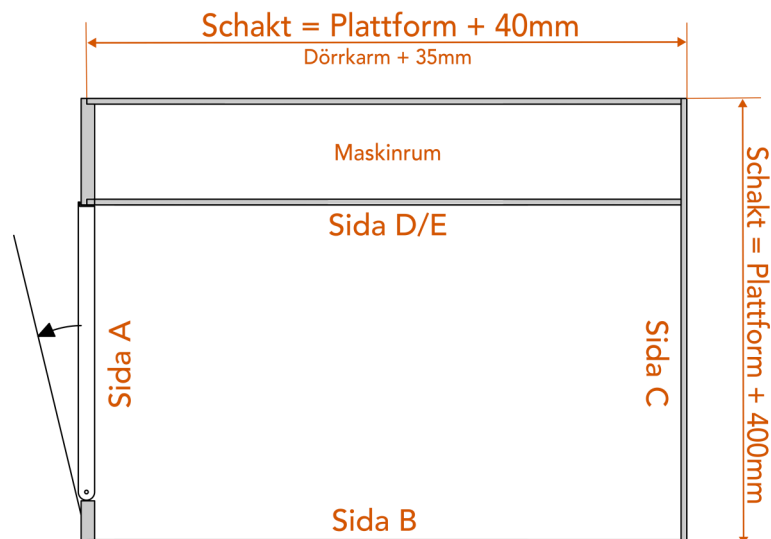 Schakt = Plattform + 40mm
Dörrkarm + 35mm
Maskinrum
Sida D/E
Schakt = Plattform + 400mm
Sida A
Sida C
Sida B